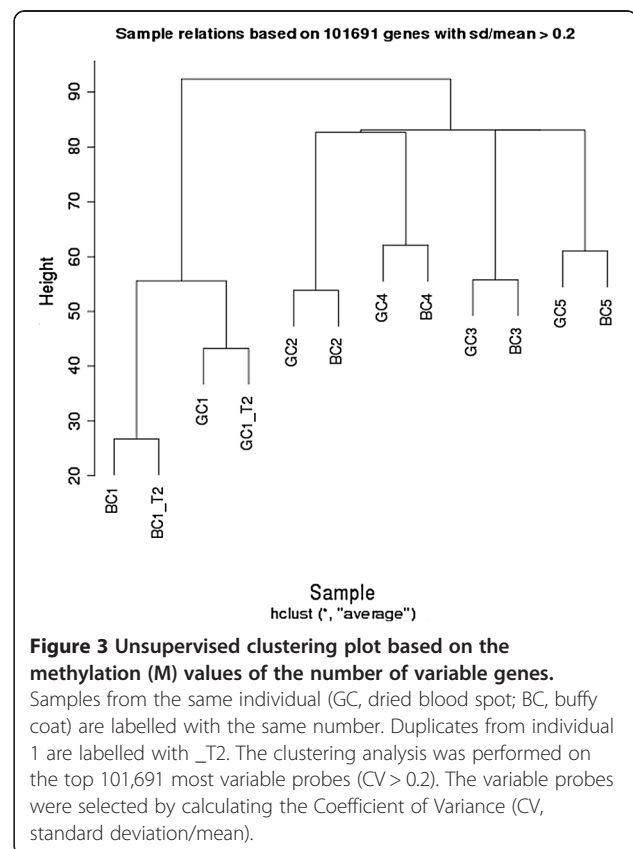 Sample relations based on 101691 genes with sd/mean > 0.2
90
80
70
60
50
40
30
20
Height
BC1
BC1_T2
GC1
GC1_T2
GC2
BC2
GC4
BC4
GC3
BC3
GC5
BC5
Sample
hclust (*, "average")
Figure 3 Unsupervised clustering plot based on the
methylation (M) values of the number of variable genes.
Samples from the same individual (GC, dried blood spot; BC, buffy
coat) are labelled with the same number. Duplicates from individual
1 are labelled with _T2. The clustering analysis was performed on
the top 101,691 most variable probes (CV > 0.2). The variable probes
were selected by calculating the Coefficient of Variance (CV,
standard deviation/mean).